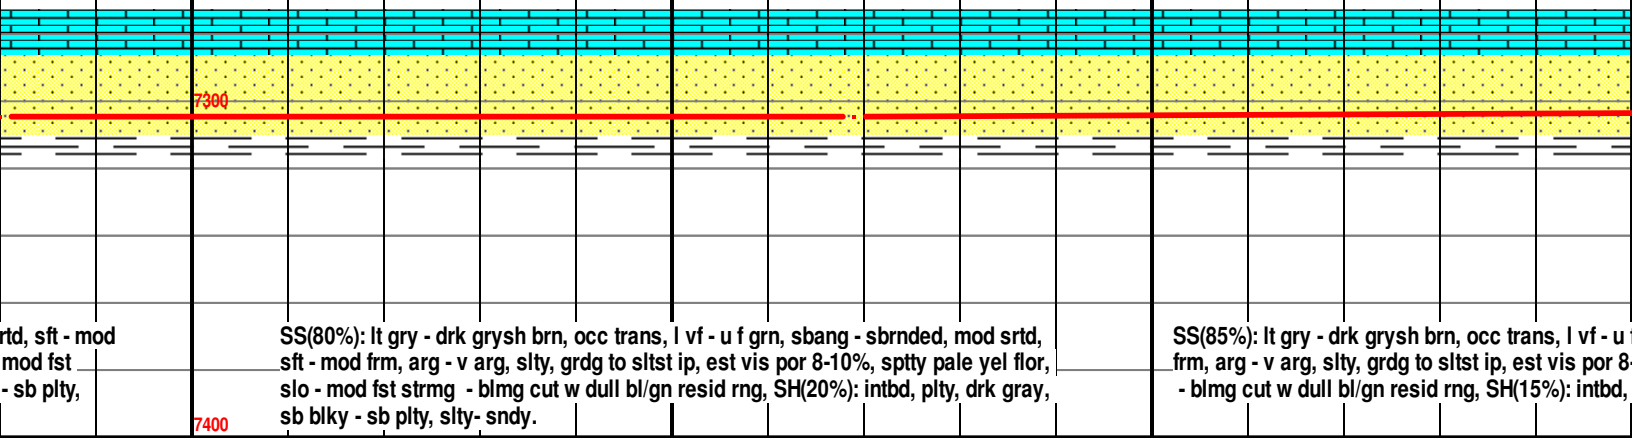 7300
rtd, sft - mod
mod fst
- sb plty,
SS(80%): lt gry - drk grysh brn, occ trans, l vf - u f grn, sbang - sbrnded, mod srtd,
sft - mod frm, arg - v arg, slty, grdg to sltst ip, est vis por 8-10%, sptty pale yel flor,
slo - mod fst strmg - blmg cut w dull bl/gn resid rng, SH(20%): intbd, plty, drk gray,
sb blky - sb plty, slty- sndy.
SS(85%): lt gry - drk grysh brn, occ trans, l vf - u f
frm, arg - v arg, slty, grdg to sltst ip, est vis por 8-
- blmg cut w dull bl/gn resid rng, SH(15%): intbd,
7400